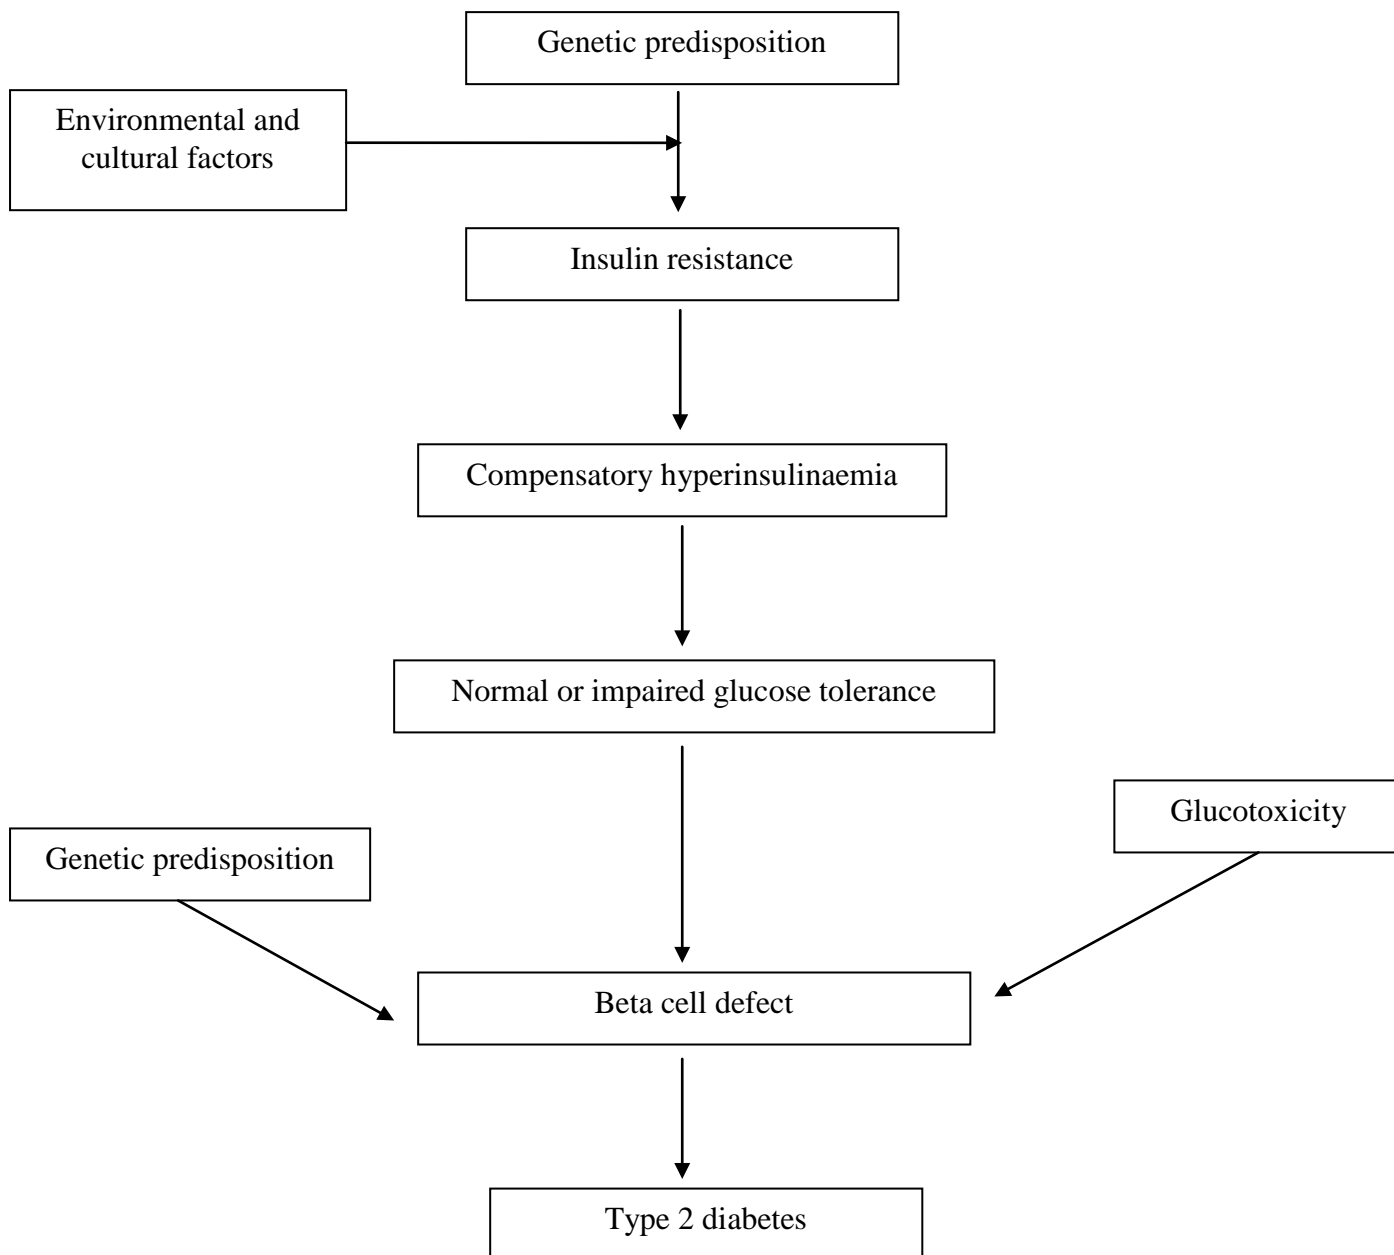 Genetic predisposition
Environmental and
cultural factors
Insulin resistance
Compensatory hyperinsulinaemia
Normal or impaired glucose tolerance
Glucotoxicity
Genetic predisposition
Beta cell defect
Type 2 diabetes